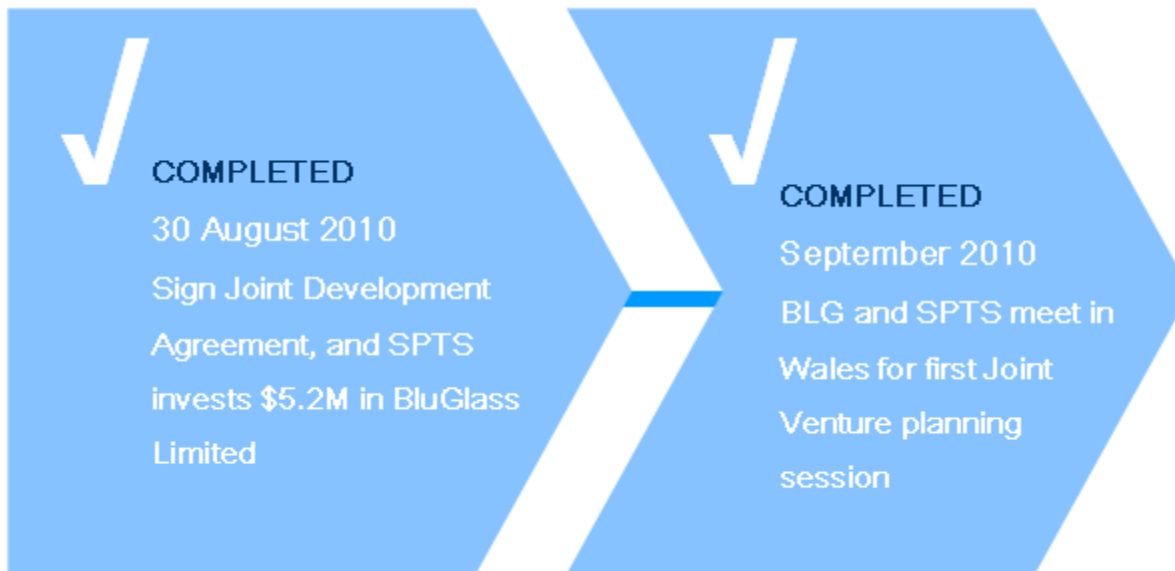 COMPLETED
30 August 2010
Sign Joint Development
Agreement, and SPTS
invests $5.2M in BluGlass
Limited
COMPLETED
September 2010
BLG and SPTS meet in
Wales for first Joint
Venture planning
session